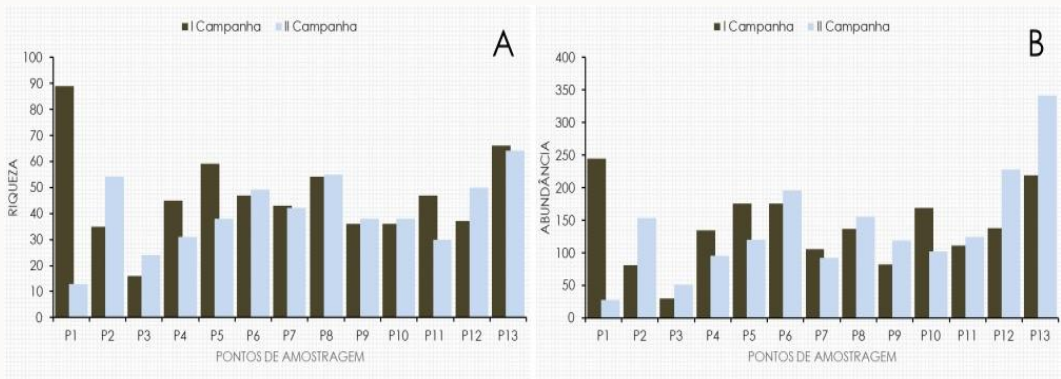 I Campanha II Campanha
A
100
90
80
70
60
50
40
30
20
10
0
RIQUEZA
P1 P2 P3 P4 P5 P6 P7 P8 P9 P10 P11 P12 P13
PONTOS DE AMOSTRAGEM
I Campanha II Campanha
B
400
350
300
250
200
150
100
50
0
ABUNDÂNCIA
P1 P2 P3 P4 P5 P6 P7 P8 P9 P10 P11 P12 P13
PONTOS DE AMOSTRAGEM